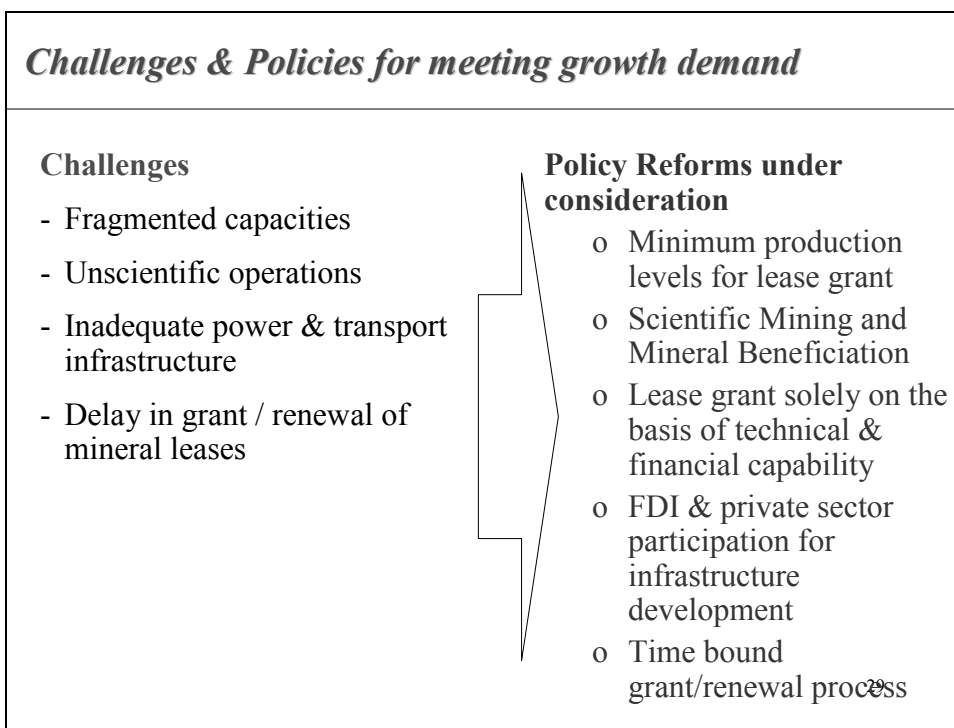 Challenges & Policies for meeting growth demand
Challenges
- Fragmented capacities
- Unscientific operations
- Inadequate power & transport
infrastructure
- Delay in grant / renewal of
mineral leases
Policy Reforms under
consideration
o Minimum production
levels for lease grant
o Scientific Mining and
Mineral Beneficiation
o Lease grant solely on the
basis of technical &
financial capability
o FDI & private sector
participation for
infrastructure
development
o Time bound
grant/renewal process
29